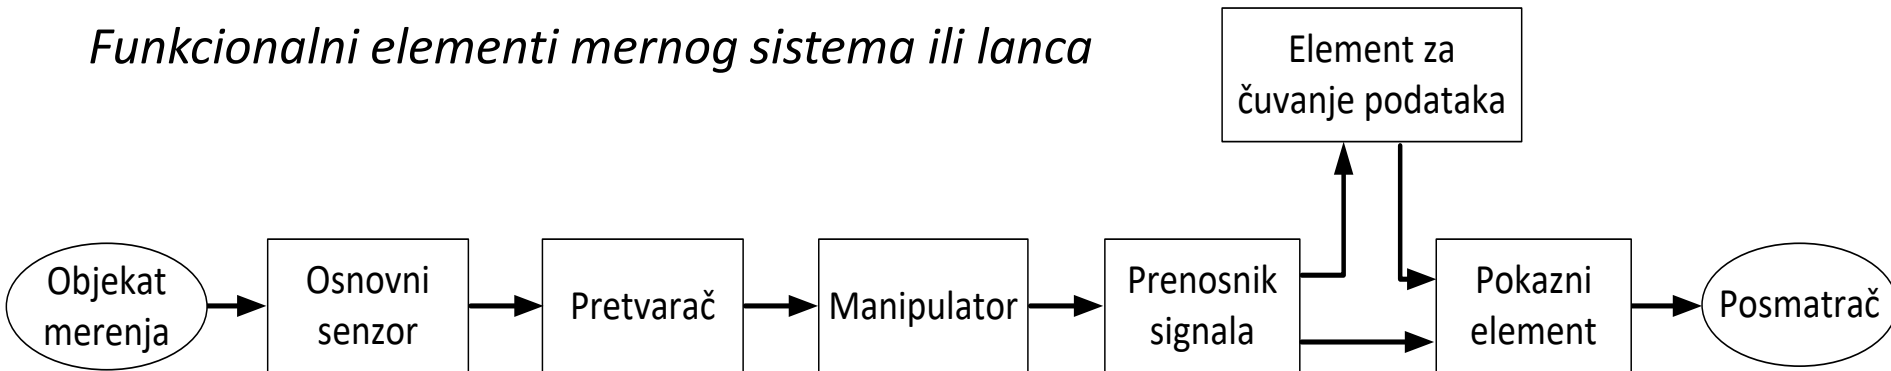 Funkcionalni elementi mernog sistema ili lanca
Element za
čuvanje podataka
Objekat
merenja
Osnovni
senzor
Pretvarač
Manipulator
Prenosnik
signala
Pokazni
element
Posmatrač